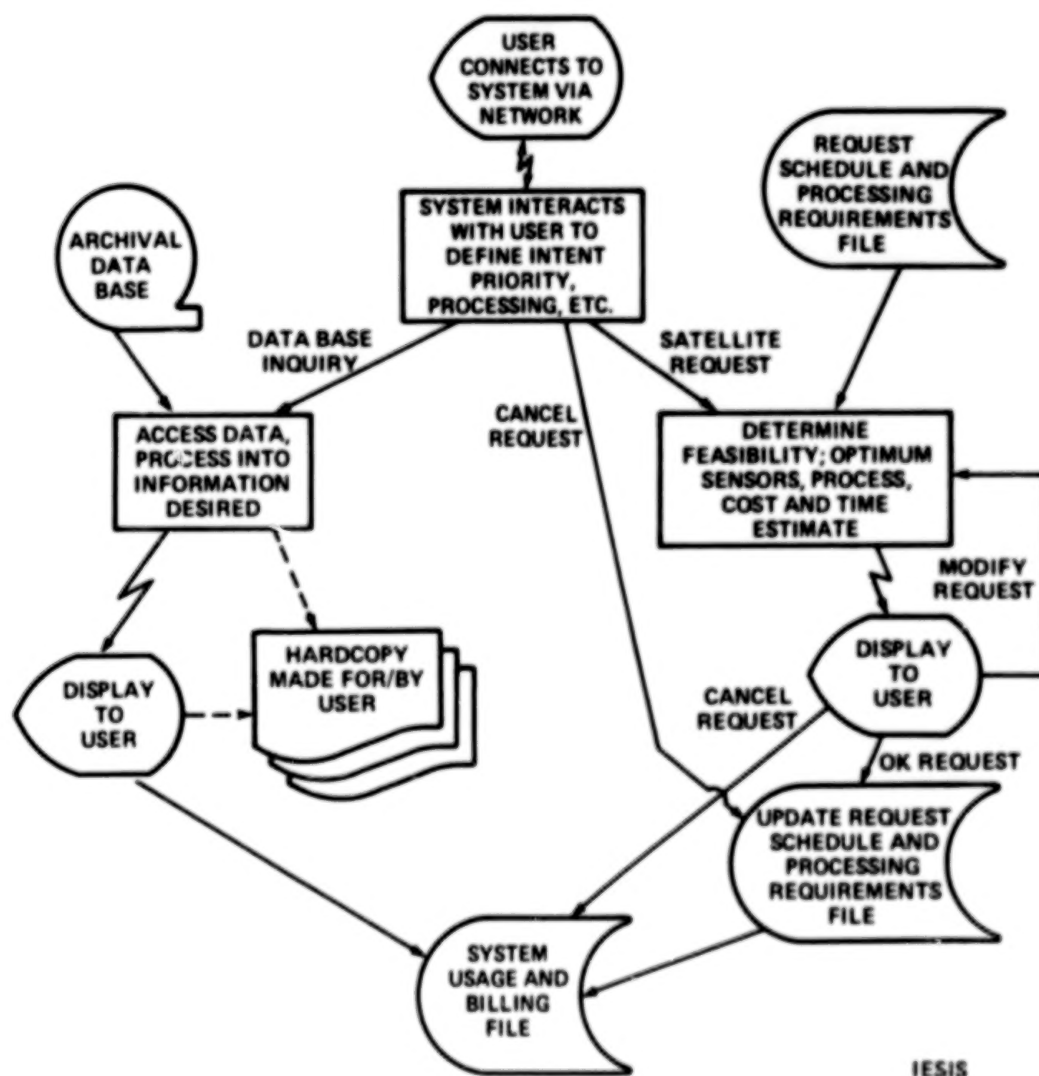 USER
CONNECTS TO
SYSTEM VIA
NETWORK
REQUEST
SCHEDULE AND
PROCESSING
REQUIREMENTS
FILE
SYSTEM INTERACTS
WITH USER TO
DEFINE INTENT
PRIORITY,
PROCESSING, ETC.
ARCHIVAL
DATA
BASE
DATA BASE
INQUIRY
SATELLITE
REQUEST
CANCEL
REQUEST
ACCESS DATA,
PROCESS INTO
INFORMATION
DESIRED
DETERMINE
FEASIBILITY; OPTIMUM
SENSORS, PROCESS,
COST AND TIME
ESTIMATE
MODIFY
REQUEST
DISPLAY
TO
USER
HARDCOPY
MADE FOR/BY
USER
CANCEL
REQUEST
DISPLAY
TO
USER
OK REQUEST
UPDATE REQUEST
SCHEDULE AND
PROCESSING
REQUIREMENTS
FILE
SYSTEM
USAGE AND
BILLING
FILE
IESIS